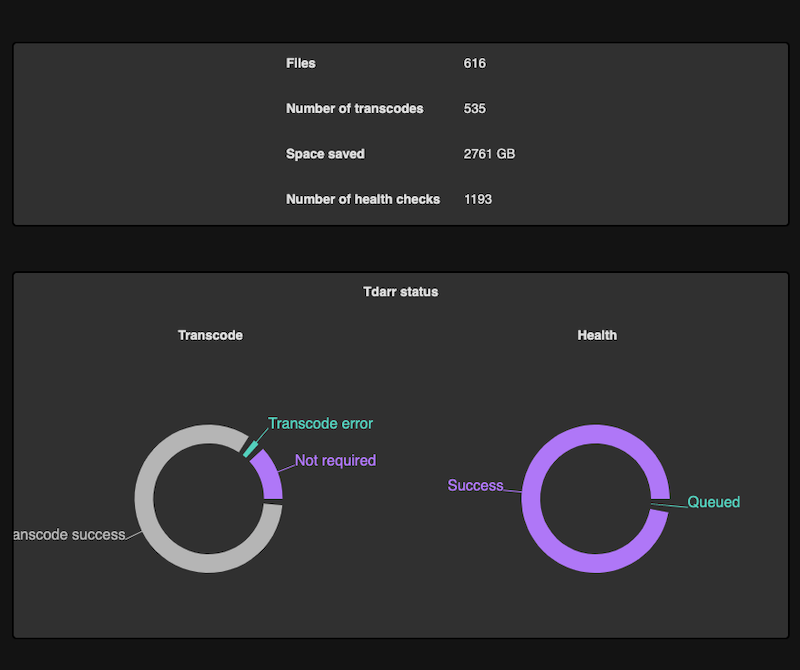 Files 616
Number of transcodes 535
Space saved 2761 GB
Number of health checks 1193
Tdarr status
Transcode Health
Transcode error
Not required
Success
Queued
anscode success